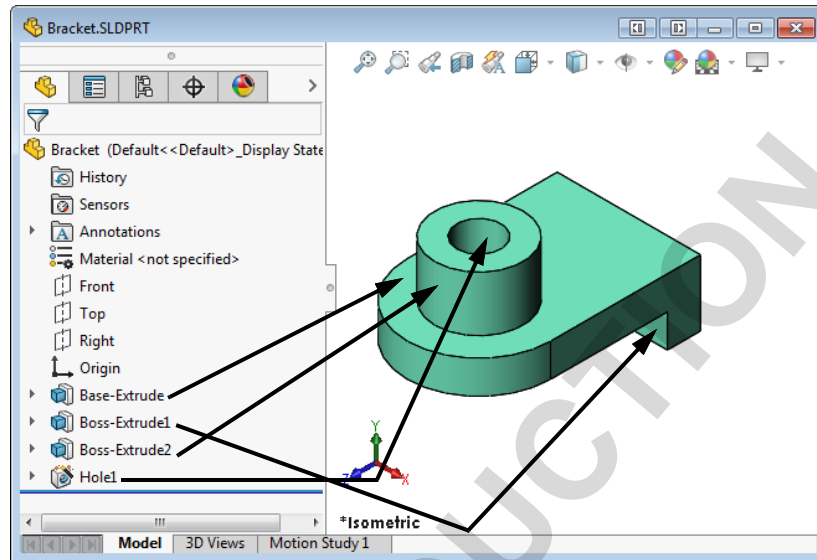 Bracket.SLDPRT
Bracket (Default<<Default>_Display State
History
Sensors
A Annotations
Material <not specified>
Front
Top
Right
Origin
Base-Extrude
Boss-Extrude1
Boss-Extrude2
Hole1
Y
Z
X
*Isometric
Model
3D Views
Motion Study 1
UCTION